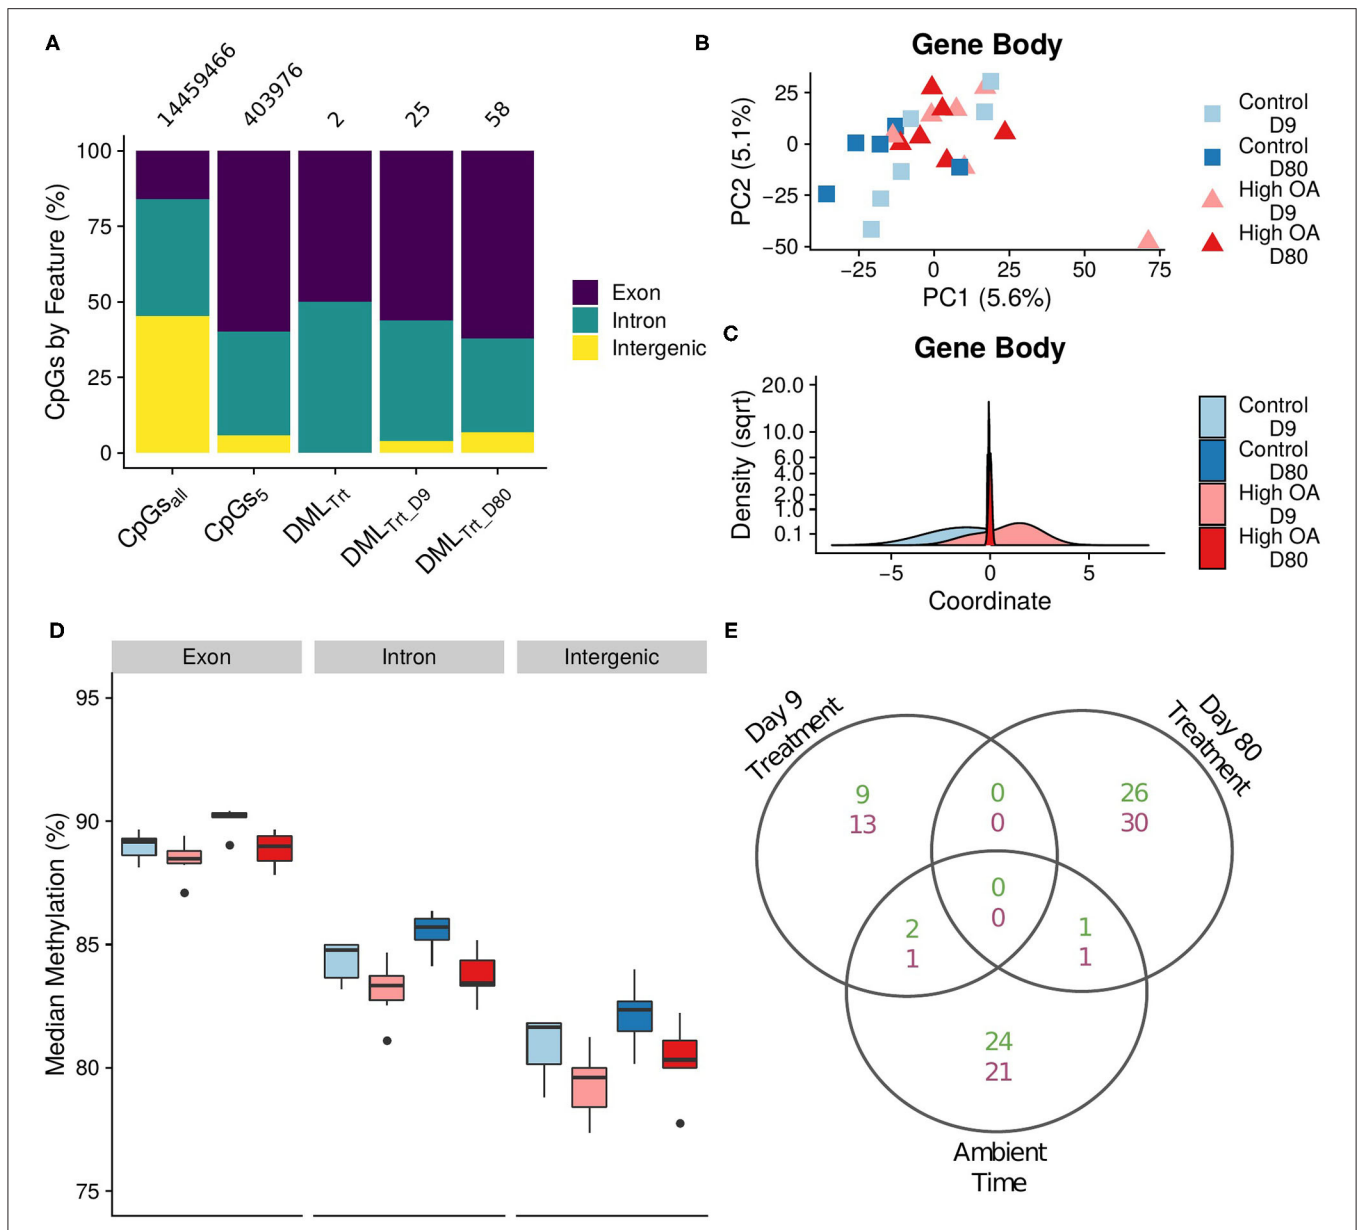 A
14459466
403976
2
25
58
CpGs by Feature (%)
100
75
50
25
0
CpGsall
CpGs5
DMLTrt
DMLTrt_D9
DMLTrt_D80
Exon
Intron
Intergenic
B
Gene Body
PC2 (5.1%)
25
0
−25
−50
−25
0
25
50
75
PC1 (5.6%)
Control
D9
Control
D80
High OA
D9
High OA
D80
C
Gene Body
Density (sqrt)
20.0
10.0
6.0
4.0
2.0
1.0
0.1
−5
0
5
Coordinate
Control
D9
Control
D80
High OA
D9
High OA
D80
D
Exon
Intron
Intergenic
Median Methylation (%)
95
90
85
80
75
E
Day 9
Treatment
Day 80
Treatment
9
13
0
0
26
30
0
0
2
1
1
1
24
21
Ambient
Time